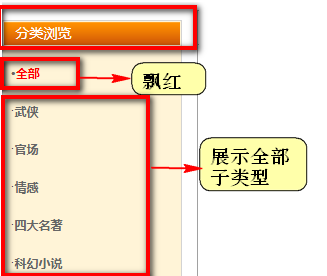 分类浏览
·全部
飘红
·武侠
·官场
展示全部
子类型
·情感
·四大名著
·科幻小说